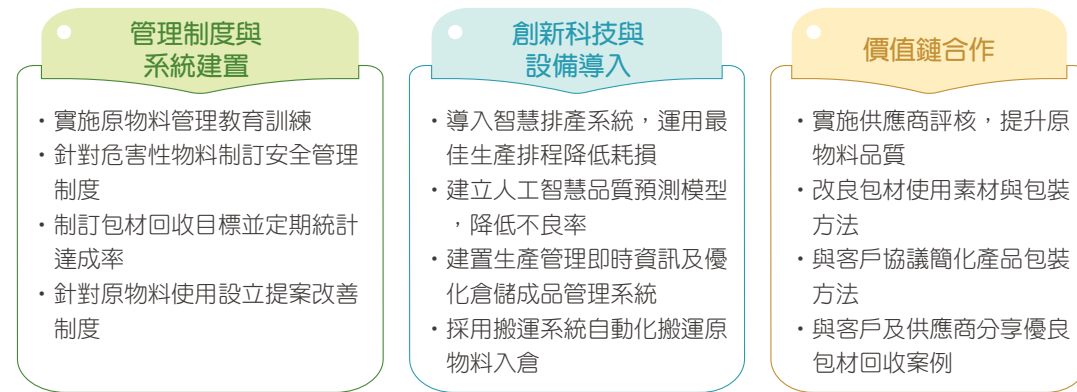 管理制度與
系統建置
・實施原物料管理教育訓練
・針對危害性物料制訂安全管理
制度
・制訂包材回收目標並定期統計
達成率
・針對原物料使用設立提案改善
制度
創新科技與
設備導入
・導入智慧排產系統，運用最
佳生產排程降低耗損
・建立人工智慧品質預測模型
，降低不良率
・建置生產管理即時資訊及優
化倉儲成品管理系統
・採用搬運系統自動化搬運原
物料入倉
價值鏈合作
・實施供應商評核，提升原
物料品質
・改良包材使用素材與包裝
方法
・與客戶協議簡化產品包裝
方法
・與客戶及供應商分享優良
包材回收案例